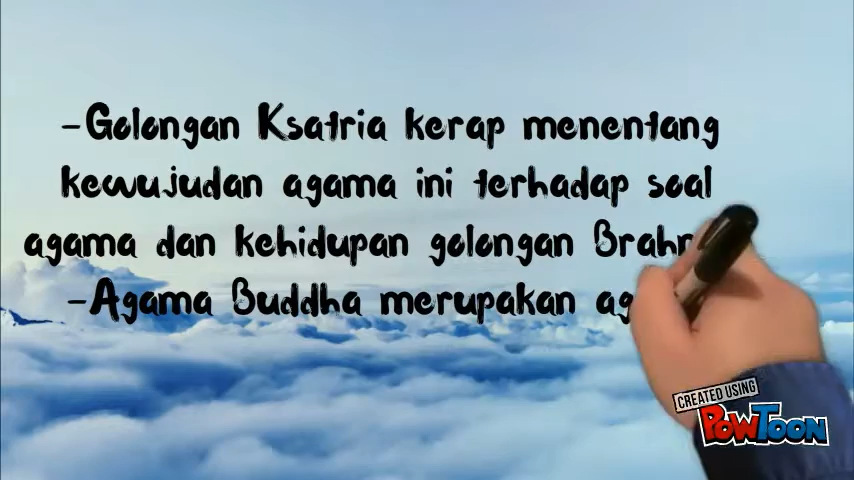 -Golongan Ksatria kerap menentang
kewujudan agama ini terhadap soal
agama dan kehidupan golongan
-Agama Buddha merupakan
CREATED USING
POWTOON